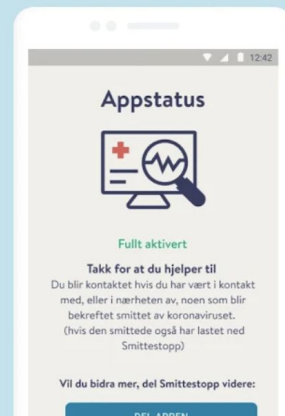 12:42
Appstatus
Fullt aktivert
Takk for at du hjelper til
Du blir kontaktet hvis du har vært i kontakt
med, eller i nærheten av, noen som blir
bekreftet smittet av koronaviruset.
(hvis den smittede også har lastet ned
Smittestopp)
Vil du bidra mer, del Smittestopp videre:
DEL APPEN